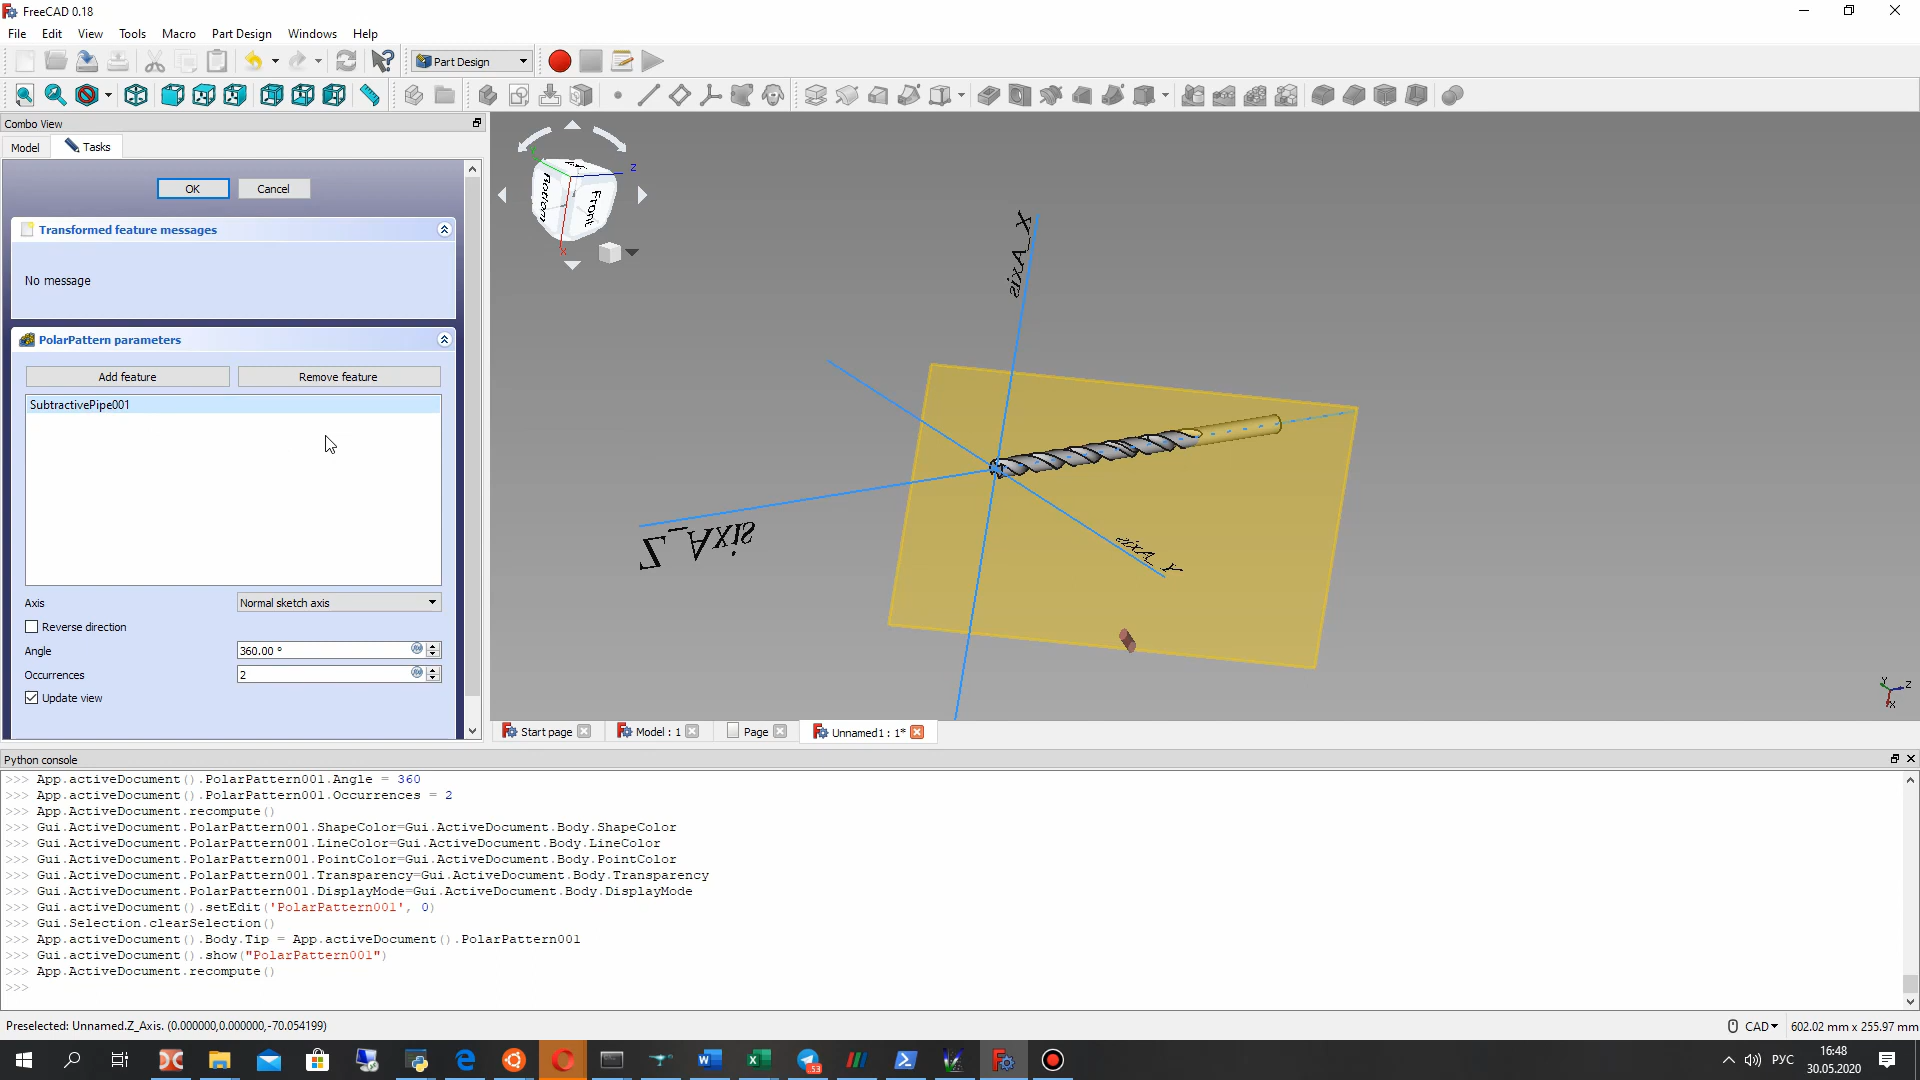 FreeCAD 0.18
File Edit View Tools Macro Part Design Windows Help
Part Design
Combo View
Model Tasks
OK Cancel
Transformed feature messages
No message
PolarPattern parameters
Add feature Remove feature
SubtractivePipe001
Axis Normal sketch axis
Reverse direction
Angle 360.00 °
Occurrences 2
Update view
Z
Bottom Front
X
X_Axis
Z_Axis
Y_Axis
Y Z
X
Start page Model : 1 Page Unnamed1 : 1*
Python console
>>> App.activeDocument().PolarPattern001.Angle = 360
>>> App.activeDocument().PolarPattern001.Occurrences = 2
>>> App.ActiveDocument.recompute()
>>> Gui.ActiveDocument.PolarPattern001.ShapeColor=Gui.ActiveDocument.Body.ShapeColor
>>> Gui.ActiveDocument.PolarPattern001.LineColor=Gui.ActiveDocument.Body.LineColor
>>> Gui.ActiveDocument.PolarPattern001.PointColor=Gui.ActiveDocument.Body.PointColor
>>> Gui.ActiveDocument.PolarPattern001.Transparency=Gui.ActiveDocument.Body.Transparency
>>> Gui.ActiveDocument.PolarPattern001.DisplayMode=Gui.ActiveDocument.Body.DisplayMode
>>> Gui.activeDocument().setEdit('PolarPattern001', 0)
>>> Gui.Selection.clearSelection()
>>> App.activeDocument().Body.Tip = App.activeDocument().PolarPattern001
>>> Gui.activeDocument().show("PolarPattern001")
>>> App.ActiveDocument.recompute()
>>>
Preselected: Unnamed.Z_Axis. (0.000000,0.000000,-70.054199)
CAD 602.02 mm x 255.97 mm
53
РУС
16:48
30.05.2020